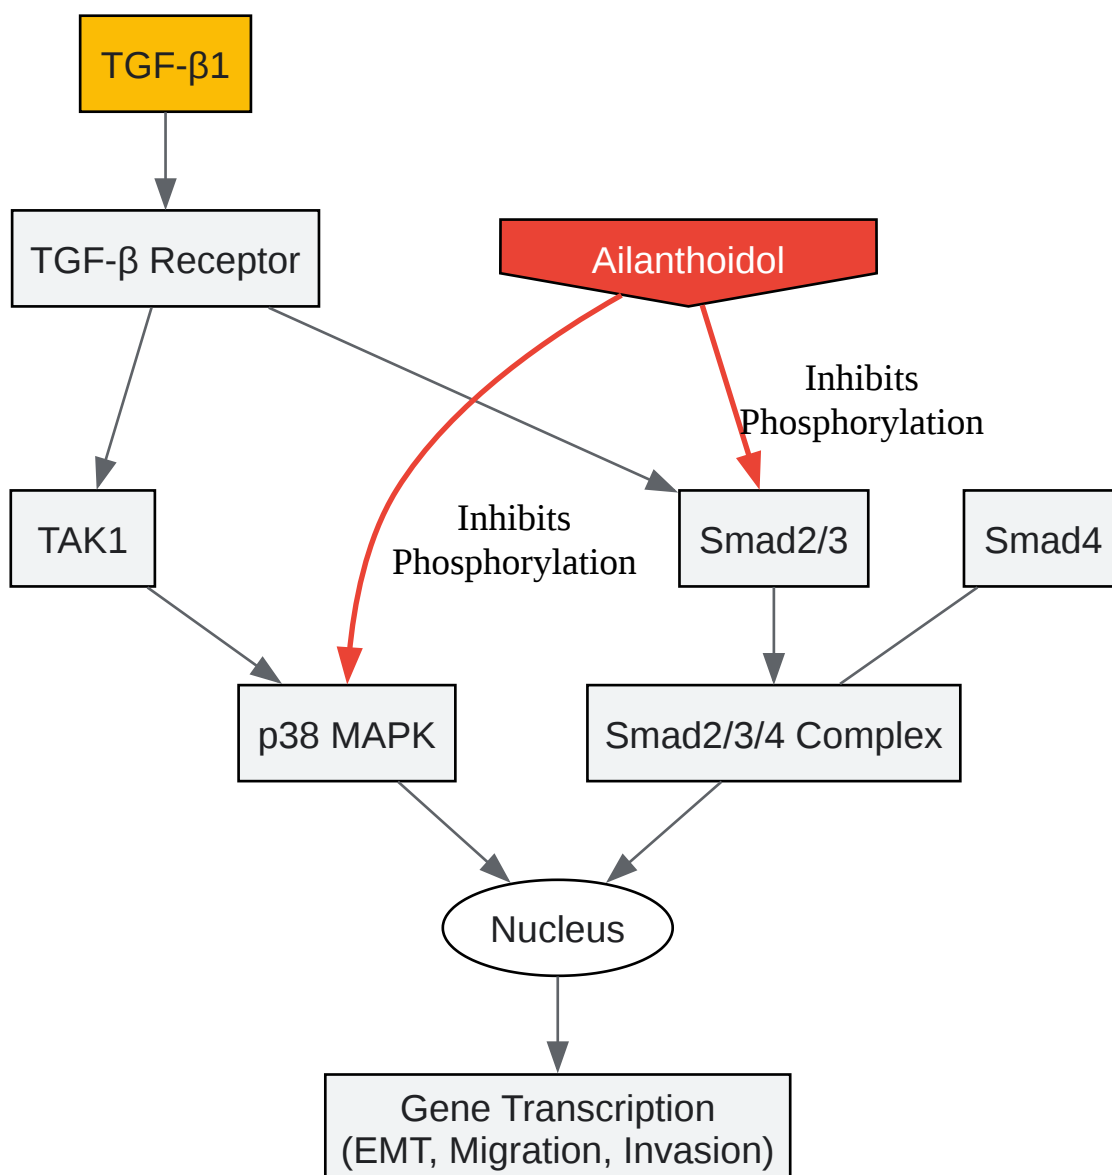 TGF-β1
TGF-β Receptor
Ailanthoidol
Inhibits
Phosphorylation
Inhibits
Phosphorylation
TAK1
Smad2/3
Smad4
p38 MAPK
Smad2/3/4 Complex
Nucleus
Gene Transcription
(EMT, Migration, Invasion)